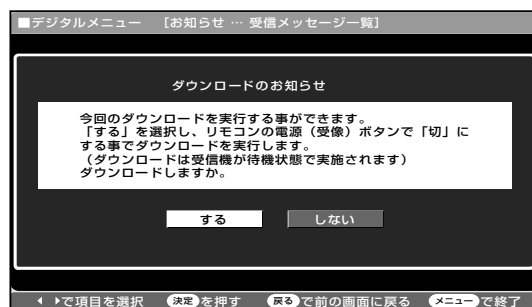 ■デジタルメニュー ［お知らせ … 受信メッセージ一覧］
ダウンロードのお知らせ
今回のダウンロードを実行する事ができます。
「する」を選択し、リモコンの電源（受像）ボタンで「切」に
する事でダウンロードを実行します。
（ダウンロードは受信機が待機状態で実施されます）
ダウンロードしますか。
する しない
で項目を選択 決定を押す 戻るで前の画面に戻る メニューで終了